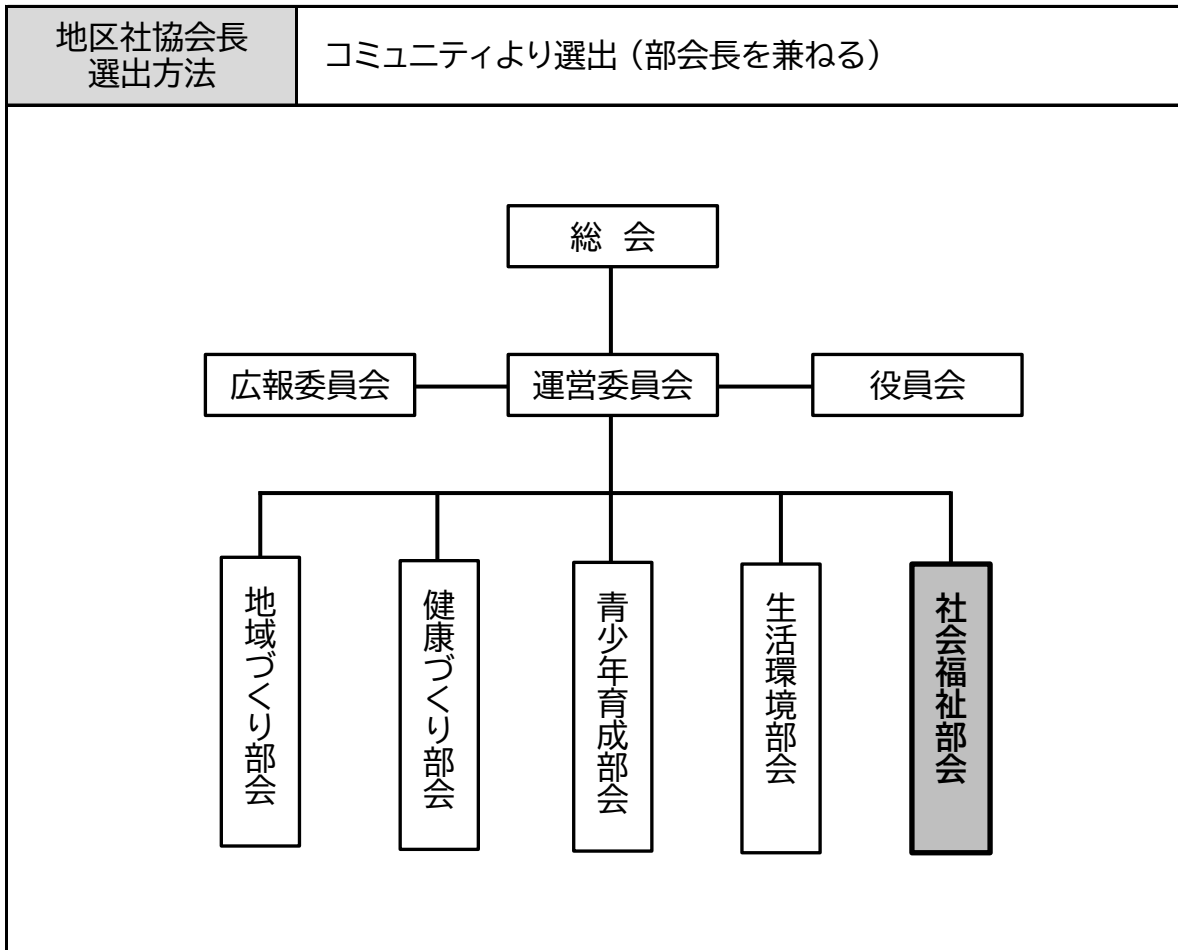 地区社協会長
選出方法
コミュニティより選出（部会長を兼ねる）
総 会
広報委員会
運営委員会
役員会
地域づくり部会
健康づくり部会
青少年育成部会
生活環境部会
社会福祉部会